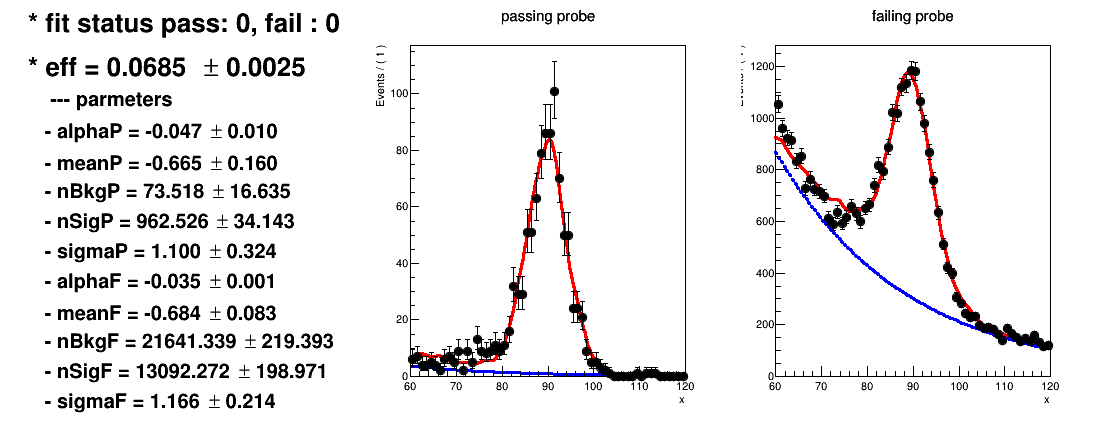 * fit status pass: 0, fail : 0
* eff = 0.0685 ± 0.0025
--- parmeters
- alphaP = -0.047 ± 0.010
- meanP = -0.665 ± 0.160
- nBkgP = 73.518 ± 16.635
- nSigP = 962.526 ± 34.143
- sigmaP = 1.100 ± 0.324
- alphaF = -0.035 ± 0.001
- meanF = -0.684 ± 0.083
- nBkgF = 21641.339 ± 219.393
- nSigF = 13092.272 ± 198.971
- sigmaF = 1.166 ± 0.214
passing probe
Events / ( 1 )
100
80
60
40
20
0
60 70 80 90 100 110 120
x
failing probe
1200
1000
800
600
400
200
0
60 70 80 90 100 110 120
x